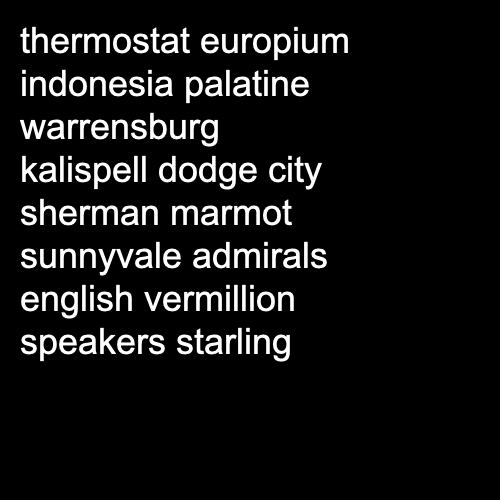 thermostat europium
indonesia palatine
warrensburg
kalispell dodge city
sherman marmot
sunnyvale admirals
english vermillion
speakers starling